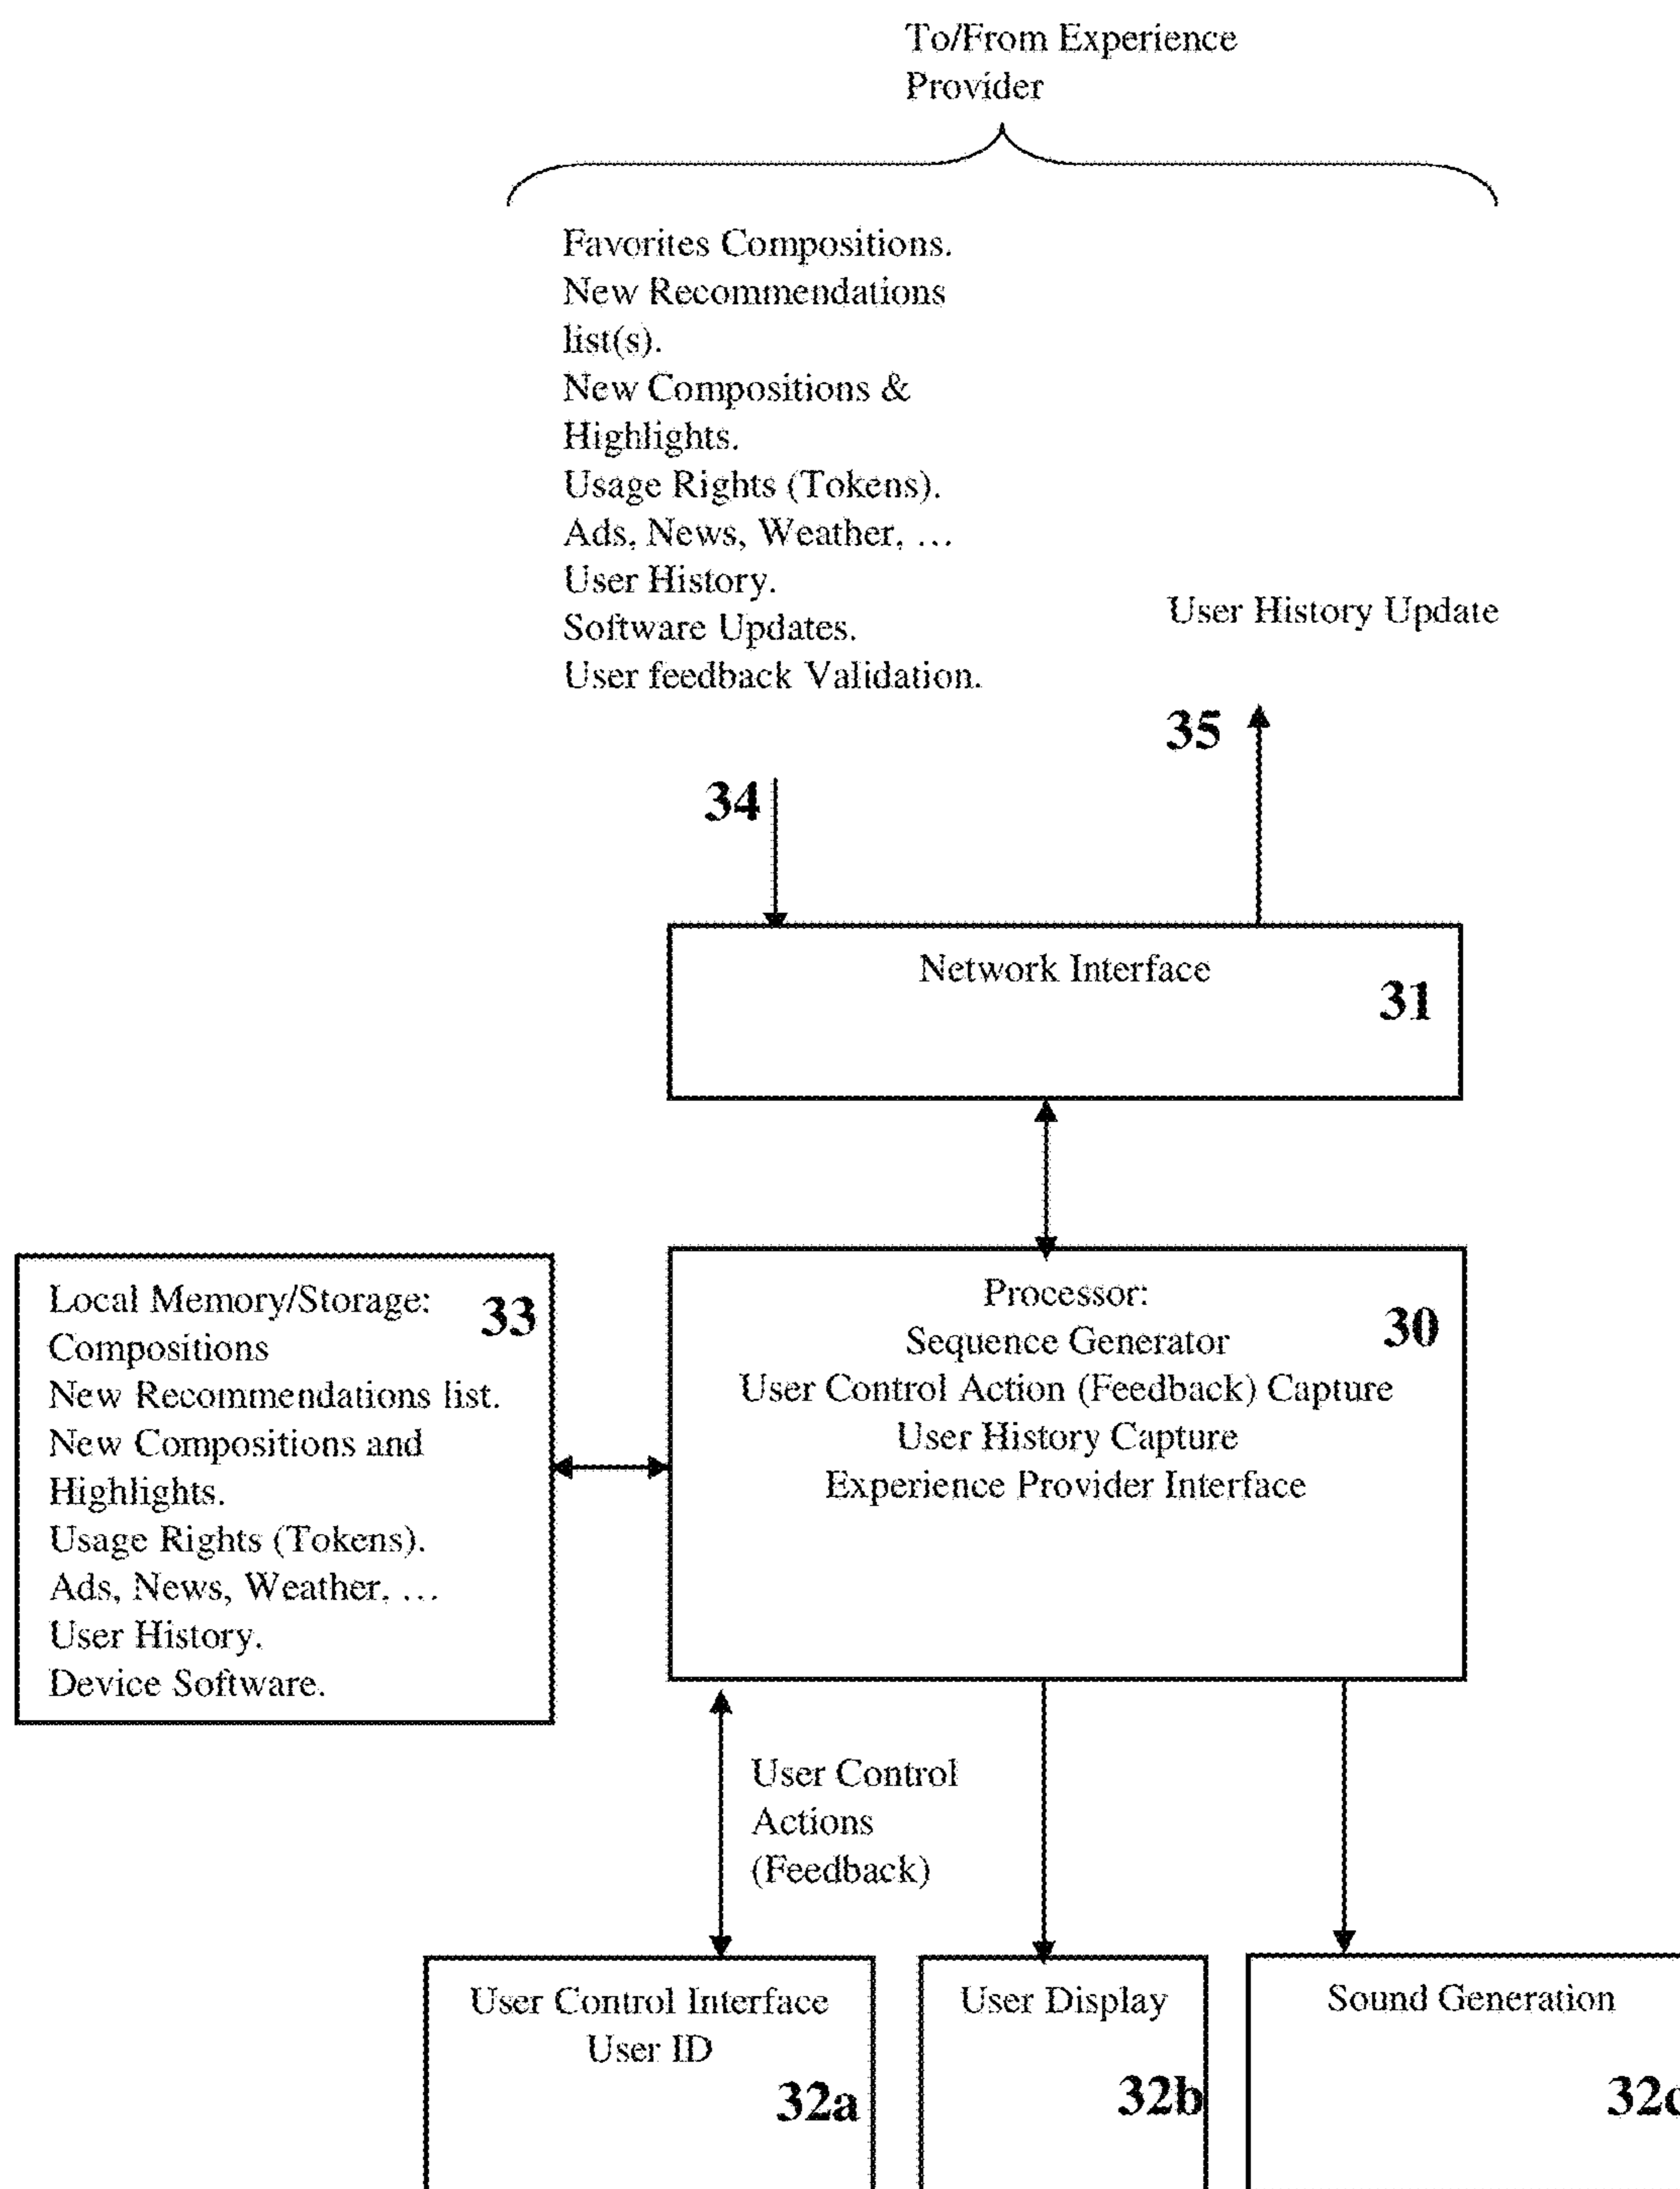 To/From Experience
Provider
Favorites Compositions.
New Recommendations
list(s).
New Compositions &
Highlights.
Usage Rights (Tokens).
Ads, News, Weather, …
User History.
Software Updates.
User feedback Validation.
User History Update
35
34
Network Interface
31
Local Memory/Storage:
33
Compositions
New Recommendations list.
New Compositions and
Highlights.
Usage Rights (Tokens).
Ads, News, Weather, …
User History.
Device Software.
Processor:
30
Sequence Generator
User Control Action (Feedback) Capture
User History Capture
Experience Provider Interface
User Control
Actions
(Feedback)
User Control Interface
User ID
32a
User Display
32b
Sound Generation